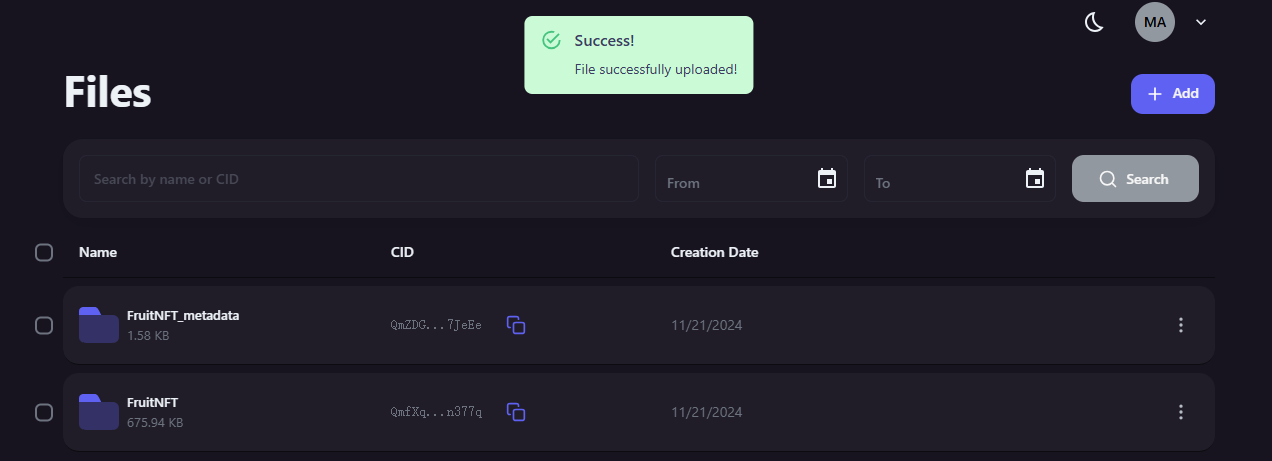 Success!
File successfully uploaded!
MA
Files
Add
Search by name or CID
From
To
Search
Name CID Creation Date
FruitNFT_metadata
1.58 KB
QmZDG...7JeEe
11/21/2024
FruitNFT
675.94 KB
QmfXq...n377q
11/21/2024